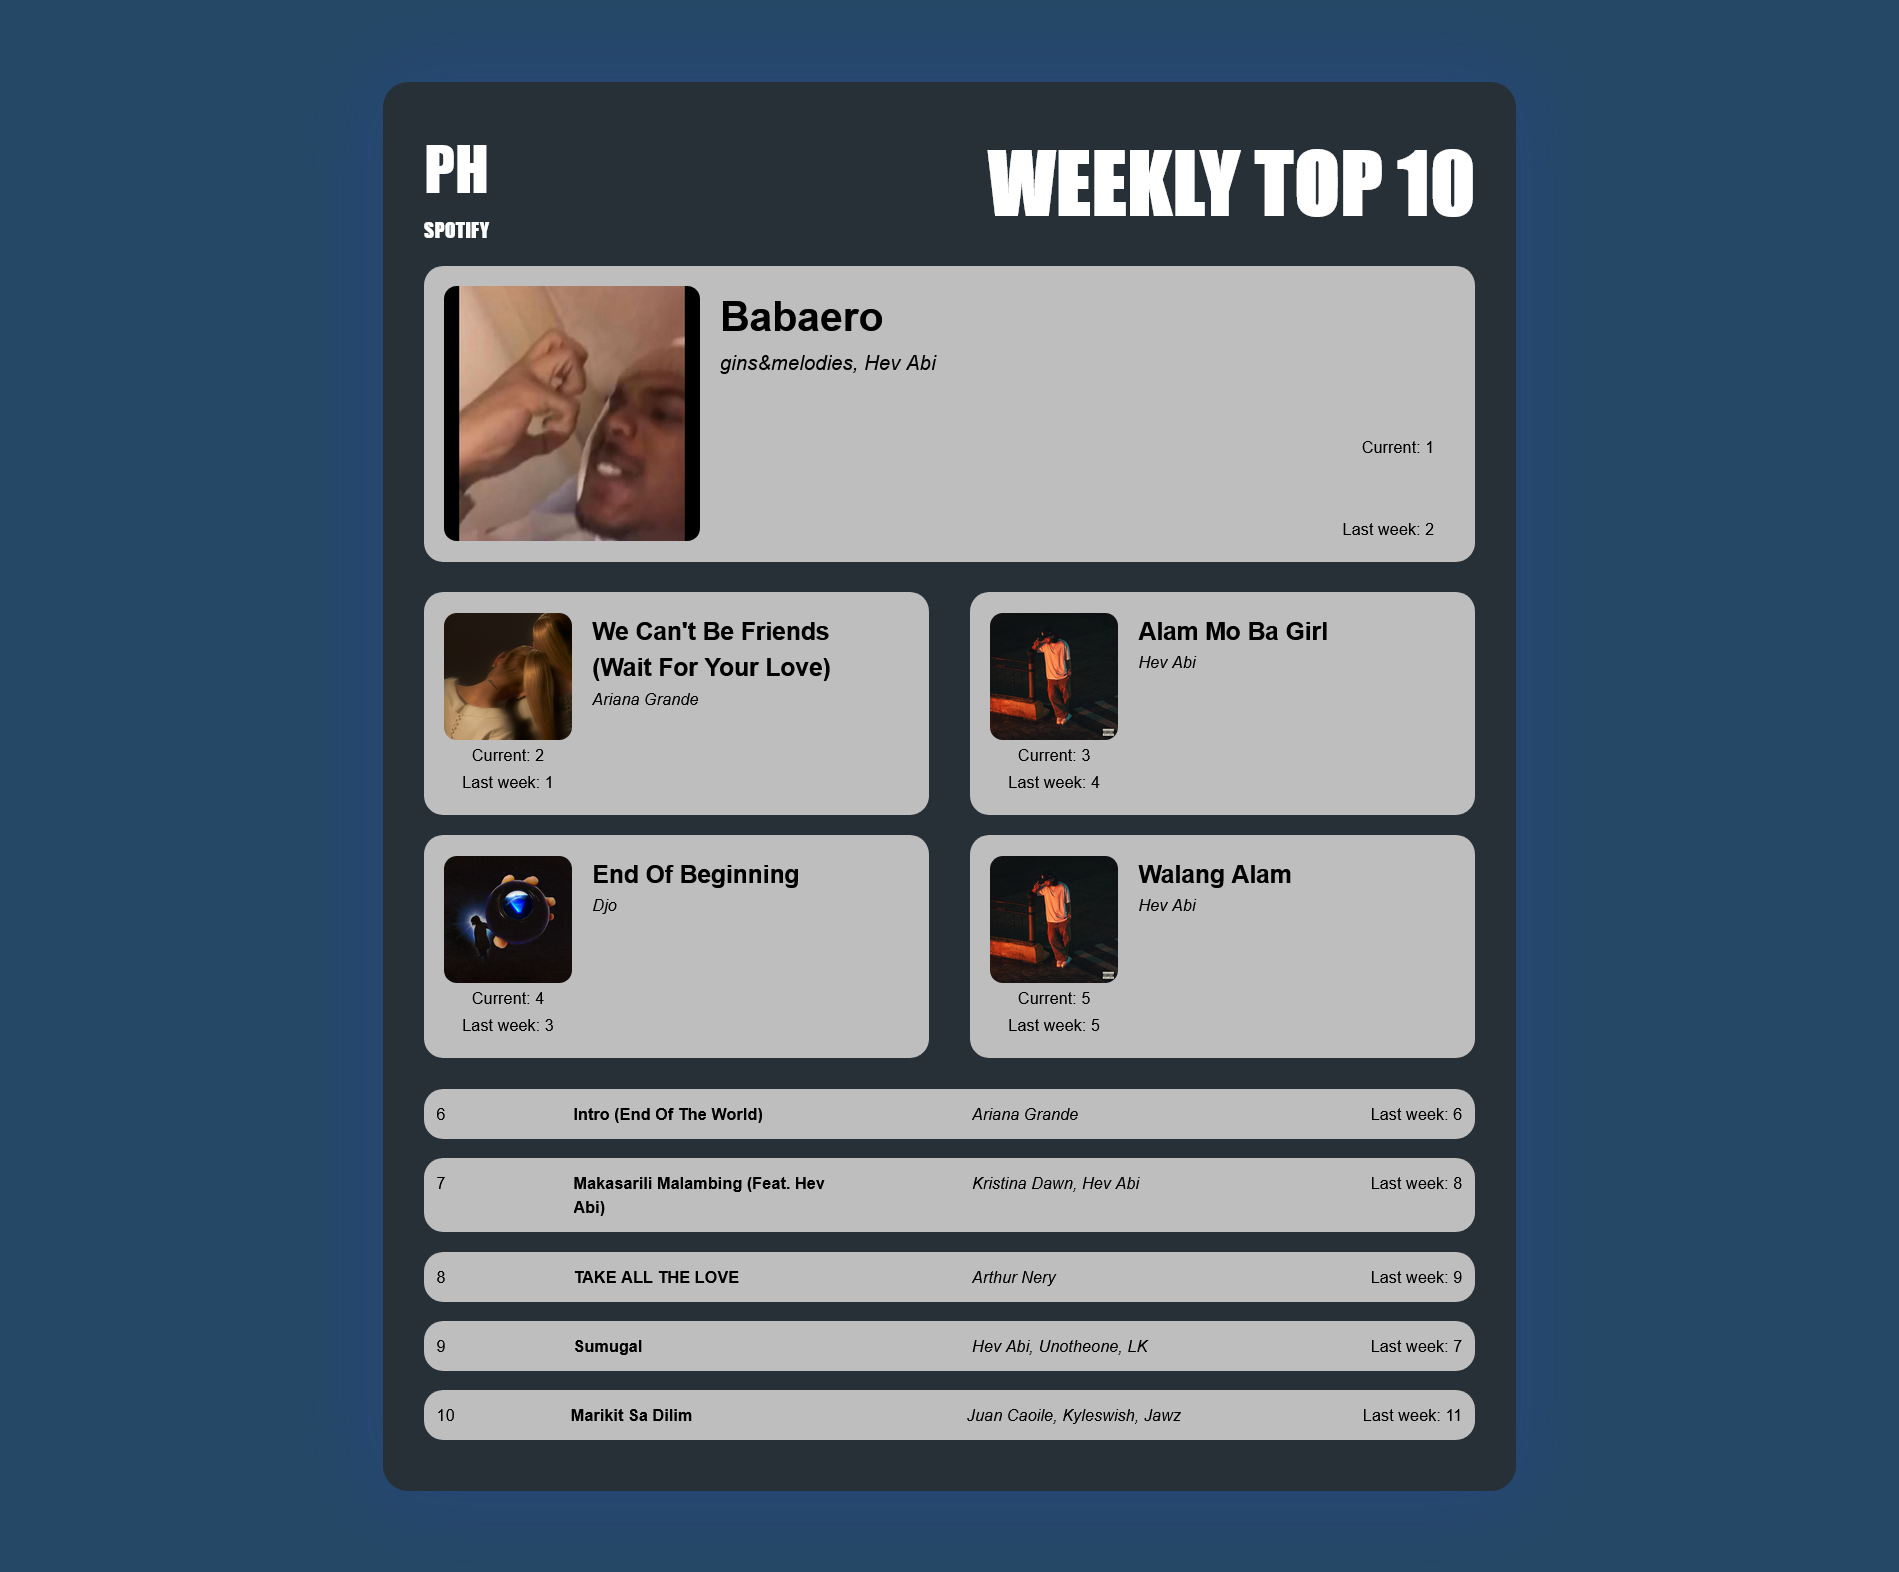 PH
SPOTIFY
WEEKLY TOP 10
Babaero
gins&melodies, Hev Abi
Current: 1
Last week: 2
We Can't Be Friends
(Wait For Your Love)
Ariana Grande
Current: 2
Last week: 1
Alam Mo Ba Girl
Hev Abi
Current: 3
Last week: 4
End Of Beginning
Djo
Current: 4
Last week: 3
Walang Alam
Hev Abi
Current: 5
Last week: 5
6 Intro (End Of The World) Ariana Grande Last week: 6
7 Makasarili Malambing (Feat. Hev Kristina Dawn, Hev Abi Last week: 8
Abi)
8 TAKE ALL THE LOVE Arthur Nery Last week: 9
9 Sumugal Hev Abi, Unotheone, LK Last week: 7
10 Marikit Sa Dilim Juan Caoile, Kyleswish, Jawz Last week: 11